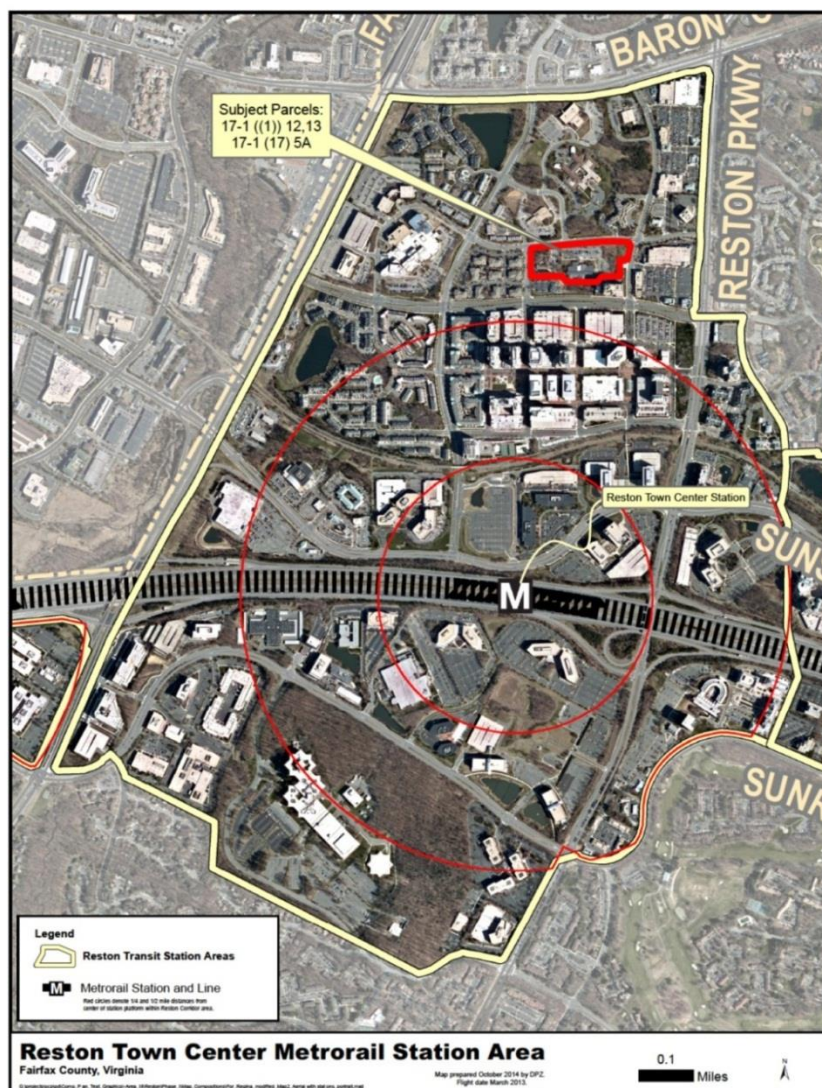 FA
BARON
RESTON PKWY
Subject Parcels:
17-1 ((1)) 12,13
17-1 (17) 5A
Reston Town Center Station
M
SUNS
SUNR
Legend
Reston Transit Station Areas
M Metrorail Station and Line
Red circles denote 1/4 and 1/2 mile distances from
center of station platform within Reston Corridor area.
Reston Town Center Metrorail Station Area
Fairfax County, Virginia
Map prepared October 2014 by DPZ.
Flight date March 2013.
0.1
Miles
N